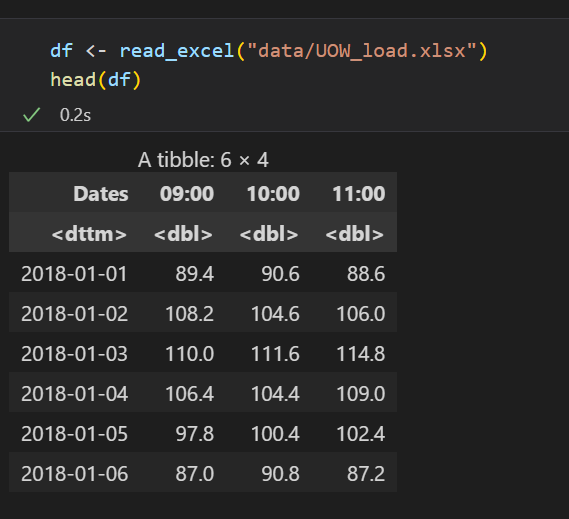 df <- read_excel("data/UOW_load.xlsx")
head(df)
✓ 0.2s
A tibble: 6 × 4
Dates 09:00 10:00 11:00
<dttm> <dbl> <dbl> <dbl>
2018-01-01 89.4 90.6 88.6
2018-01-02 108.2 104.6 106.0
2018-01-03 110.0 111.6 114.8
2018-01-04 106.4 104.4 109.0
2018-01-05 97.8 100.4 102.4
2018-01-06 87.0 90.8 87.2